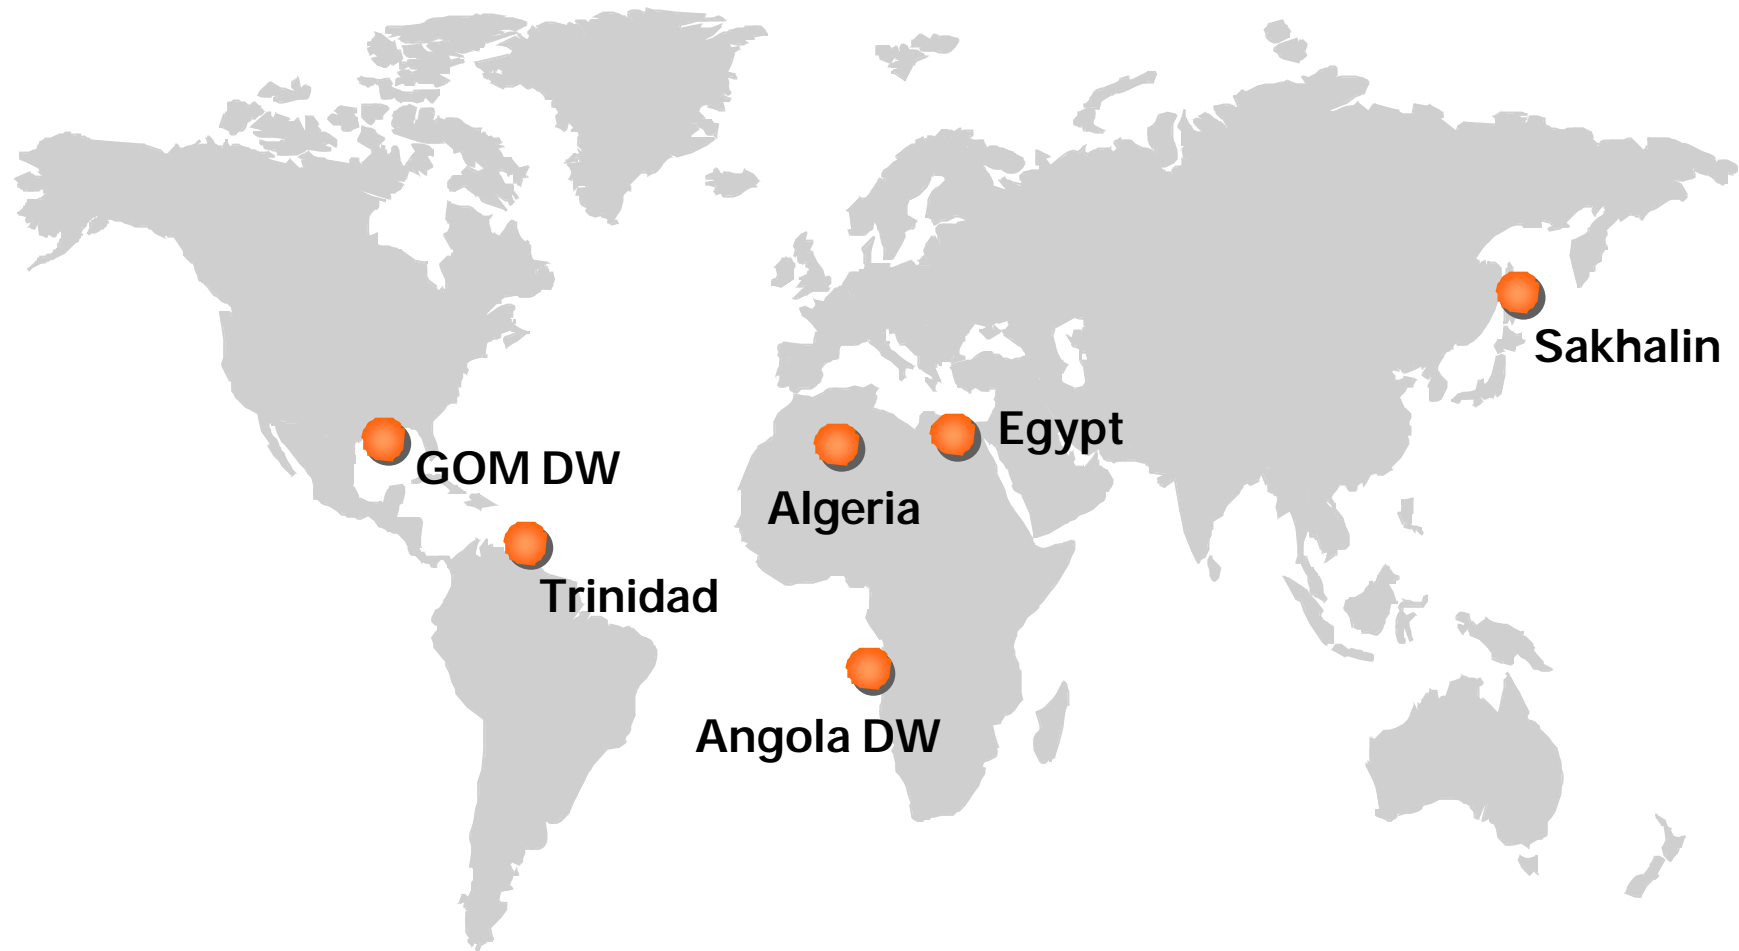 Sakhalin
Egypt
GOM DW
Algeria
Trinidad
Angola DW